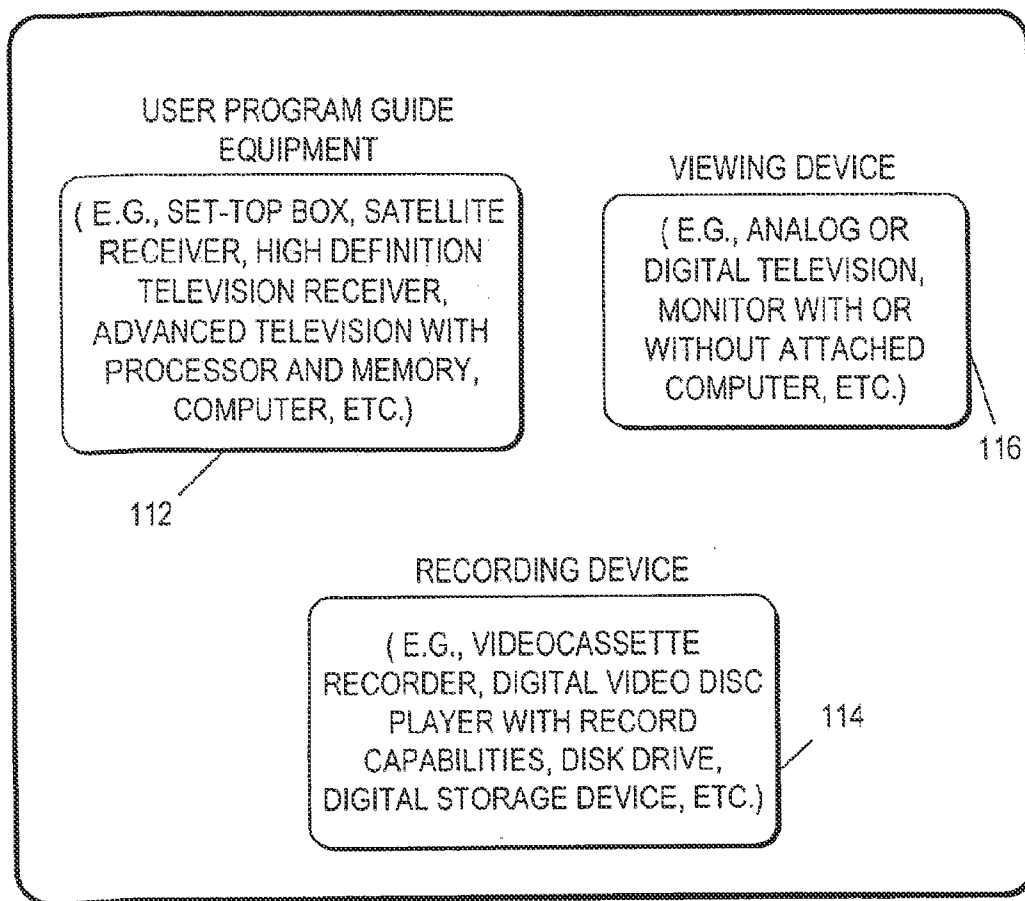 USER PROGRAM GUIDE
EQUIPMENT
( E.G., SET-TOP BOX, SATELLITE
RECEIVER, HIGH DEFINITION
TELEVISION RECEIVER,
ADVANCED TELEVISION WITH
PROCESSOR AND MEMORY,
COMPUTER, ETC.)
112
VIEWING DEVICE
( E.G., ANALOG OR
DIGITAL TELEVISION,
MONITOR WITH OR
WITHOUT ATTACHED
COMPUTER, ETC.)
116
RECORDING DEVICE
( E.G., VIDEOCASSETTE
RECORDER, DIGITAL VIDEO DISC
PLAYER WITH RECORD
CAPABILITIES, DISK DRIVE,
DIGITAL STORAGE DEVICE, ETC.)
114